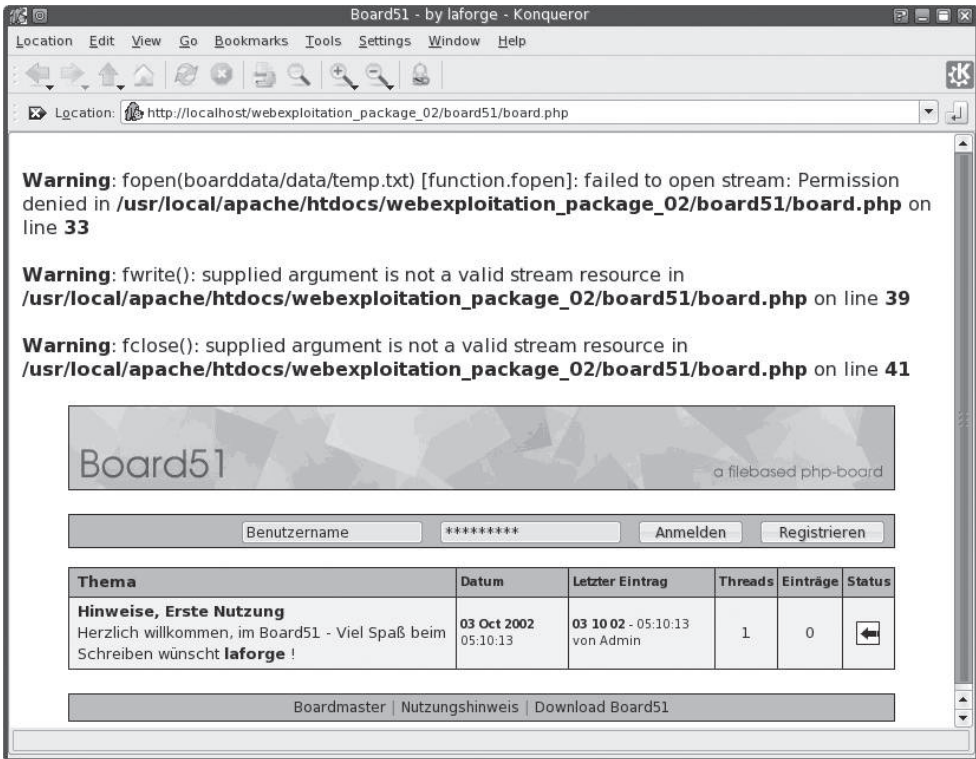 Board51 - by laforge - Konqueror
Location Edit View Go Bookmarks Tools Settings Window Help
Location: http://localhost/webexploitation_package_02/board51/board.php
Warning: fopen(boarddata/data/temp.txt) [function.fopen]: failed to open stream: Permission
denied in /usr/local/apache/htdocs/webexploitation_package_02/board51/board.php on
line 33
Warning: fwrite(): supplied argument is not a valid stream resource in
/usr/local/apache/htdocs/webexploitation_package_02/board51/board.php on line 39
Warning: fclose(): supplied argument is not a valid stream resource in
/usr/local/apache/htdocs/webexploitation_package_02/board51/board.php on line 41
Board51
a filebased php-board
Benutzername ********* Anmelden Registrieren
Thema Datum Letzter Eintrag Threads Einträge Status
Hinweise, Erste Nutzung
Herzlich willkommen, im Board51 - Viel Spaß beim
Schreiben wünscht laforge !
03 Oct 2002
05:10:13
03 10 02 - 05:10:13
von Admin
1
0
Boardmaster | Nutzungshinweis | Download Board51